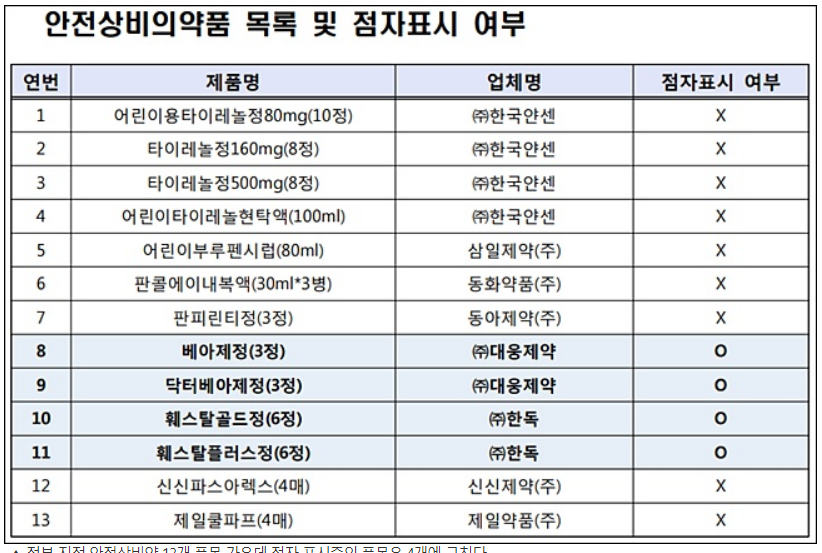 안전상비의약품 목록 및 점자표시 여부
연번 제품명 업체명 점자표시 여부
1 어린이용타이레놀정80mg(10정) ㈜한국얀센 X
2 타이레놀정160mg(8정) ㈜한국얀센 X
3 타이레놀정500mg(8정) ㈜한국얀센 X
4 어린이타이레놀현탁액(100ml) ㈜한국얀센 X
5 어린이부루펜시럽(80ml) 삼일제약(주) X
6 판콜에이내복액(30ml*3병) 동화약품(주) X
7 판피린티정(3정) 동아제약(주) X
8 베아제정(3정) ㈜대웅제약 O
9 닥터베아제정(3정) ㈜대웅제약 O
10 훼스탈골드정(6정) ㈜한독 O
11 훼스탈플러스정(6정) ㈜한독 O
12 신신파스아렉스(4매) 신신제약(주) X
13 제일쿨파프(4매) 제일약품(주) X
▲ 정부 지정 안전상비약 13개 품목 가운데 점자 표시중인 품목은 4개에 그친다